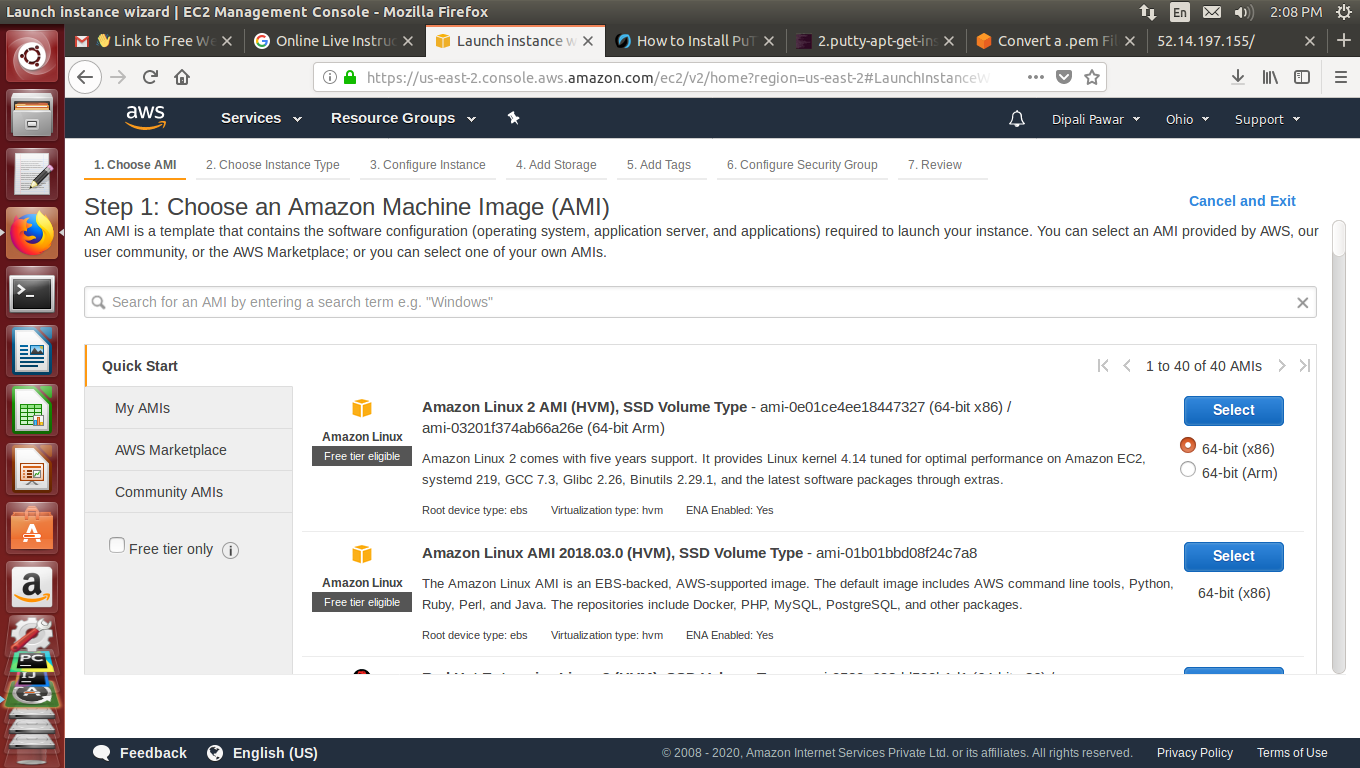 Launch instance wizard | EC2 Management Console - Mozilla Firefox
En
2:08 PM
Link to Free We
Online Live Instruc
Launch instance w
How to Install PuT
2.putty-apt-get-ins
Convert a .pem Fil
52.14.197.155/
https://us-east-2.console.aws.amazon.com/ec2/v2/home?region=us-east-2#LaunchInstanceW
aws
Services
Resource Groups
Dipali Pawar
Ohio
Support
1. Choose AMI
2. Choose Instance Type
3. Configure Instance
4. Add Storage
5. Add Tags
6. Configure Security Group
7. Review
Step 1: Choose an Amazon Machine Image (AMI)
Cancel and Exit
An AMI is a template that contains the software configuration (operating system, application server, and applications) required to launch your instance. You can select an AMI provided by AWS, our
user community, or the AWS Marketplace; or you can select one of your own AMIs.
Search for an AMI by entering a search term e.g. "Windows"
Quick Start
My AMIs
AWS Marketplace
Community AMIs
Free tier only
1 to 40 of 40 AMIs
Amazon Linux
Free tier eligible
Amazon Linux 2 AMI (HVM), SSD Volume Type - ami-0e01ce4ee18447327 (64-bit x86) /
ami-03201f374ab66a26e (64-bit Arm)
Amazon Linux 2 comes with five years support. It provides Linux kernel 4.14 tuned for optimal performance on Amazon EC2,
systemd 219, GCC 7.3, Glibc 2.26, Binutils 2.29.1, and the latest software packages through extras.
Root device type: ebs Virtualization type: hvm ENA Enabled: Yes
Select
64-bit (x86)
64-bit (Arm)
Amazon Linux
Free tier eligible
Amazon Linux AMI 2018.03.0 (HVM), SSD Volume Type - ami-01b01bbd08f24c7a8
The Amazon Linux AMI is an EBS-backed, AWS-supported image. The default image includes AWS command line tools, Python,
Ruby, Perl, and Java. The repositories include Docker, PHP, MySQL, PostgreSQL, and other packages.
Root device type: ebs Virtualization type: hvm ENA Enabled: Yes
Select
64-bit (x86)
PC
Feedback
English (US)
© 2008 - 2020, Amazon Internet Services Private Ltd. or its affiliates. All rights reserved.
Privacy Policy
Terms of Use